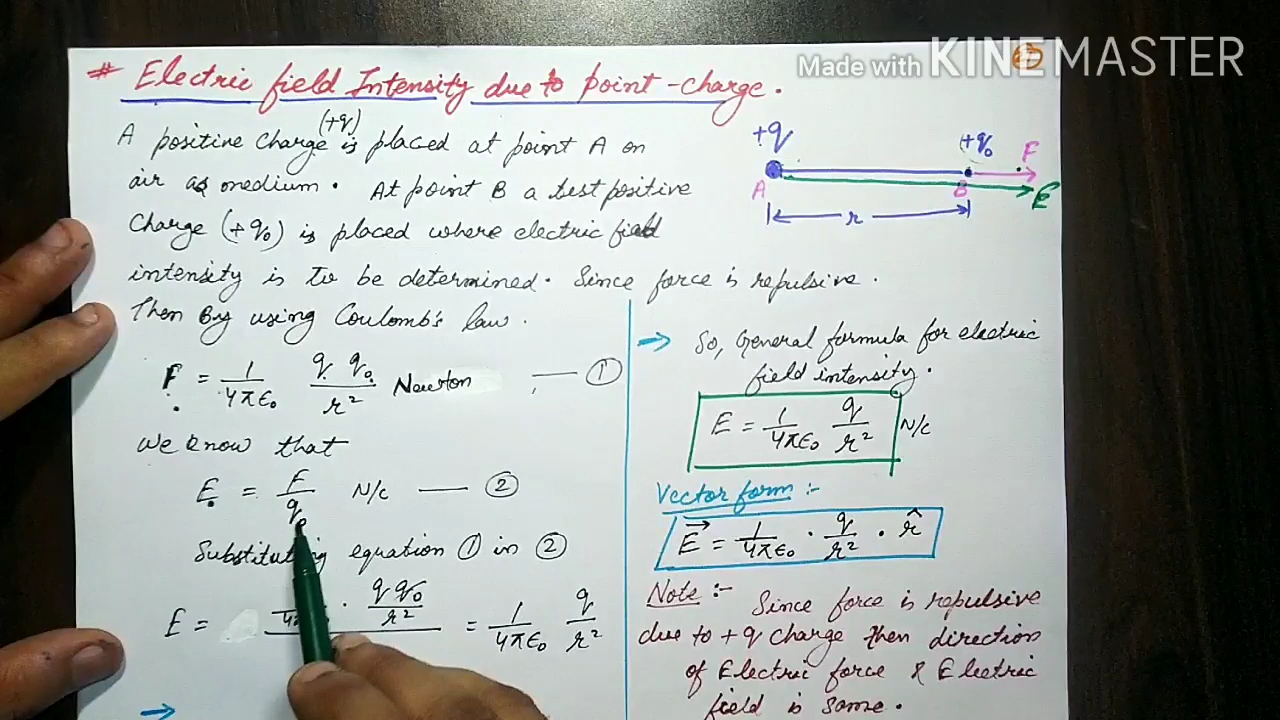 Made with KINEMASTER
# Electric field Intensity due to point-charge.
+q +q₀ F
A B E
r
(+q)
A positive charge is placed at point A on
air as medium. At point B a test positive
charge (+q₀) is placed where electric field
intensity is to be determined. Since force is repulsive.
Then By using Coulomb's law.
F = 1/4πε₀ q q₀/r² Newton — ①
We know that
E = F/q₀ N/c — ②
Substituting equation ① in ②
E = · q q₀/r² = 1/4πε₀ q/r²
→ So, General formula for electric
field intensity.
E = 1/4πε₀ q/r² N/c
Vector form :-
E⃗ = 1/4πε₀ · q/r² · r̂
Note :- Since force is repulsive
due to +q charge then direction
of Electric force & Electric
field is same.